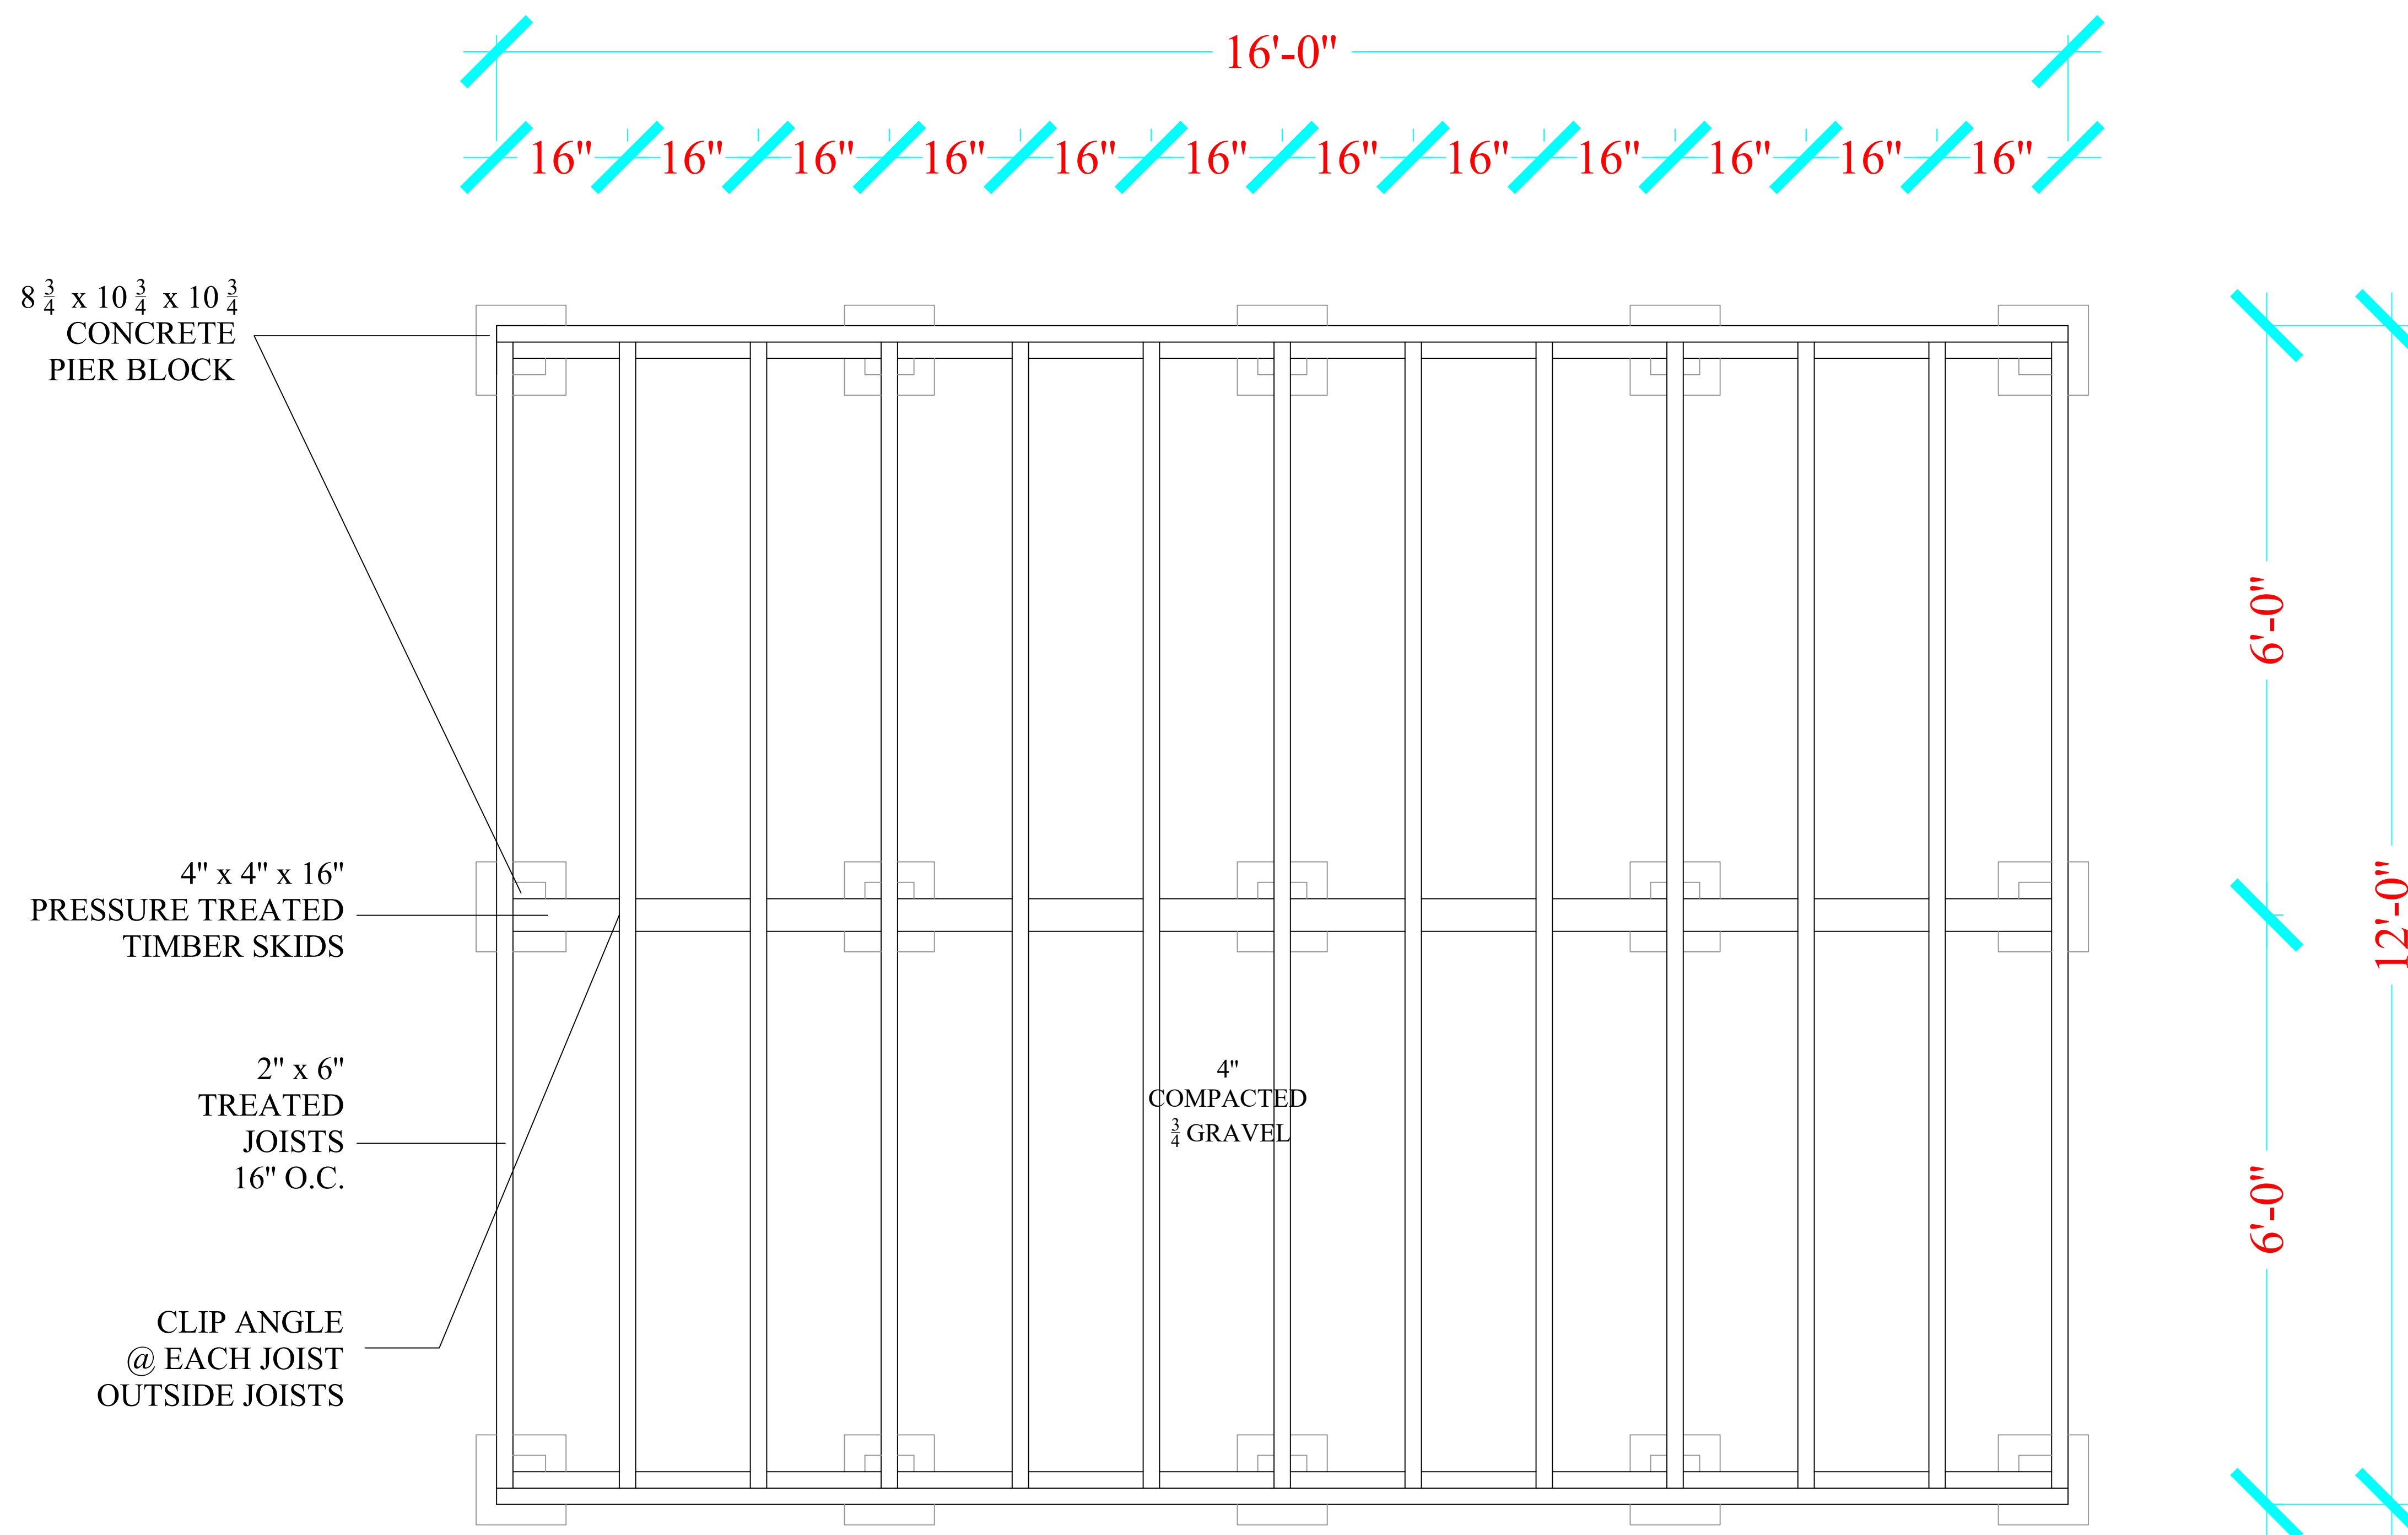 16'-0"
16" 16" 16" 16" 16" 16" 16" 16" 16" 16" 16" 16"
8 3/4 x 10 3/4 x 10 3/4
CONCRETE
PIER BLOCK
4" x 4" x 16"
PRESSURE TREATED
TIMBER SKIDS
2" x 6"
TREATED
JOISTS
16" O.C.
CLIP ANGLE
@ EACH JOIST
OUTSIDE JOISTS
4"
COMPACTED
3/4 GRAVEL
6'-0"
6'-0"
12'-0"